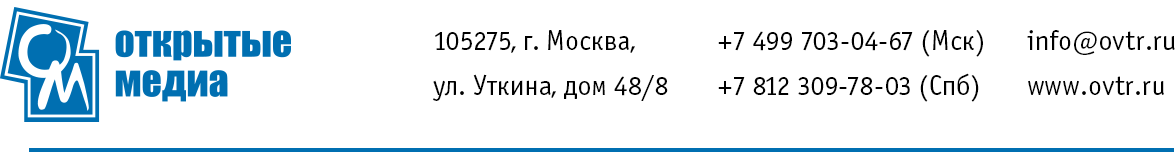 ОМ
открытые
медиа
105275, г. Москва,
ул. Уткина, дом 48/8
+7 499 703-04-67 (Мск)
+7 812 309-78-03 (Спб)
info@ovtr.ru
www.ovtr.ru